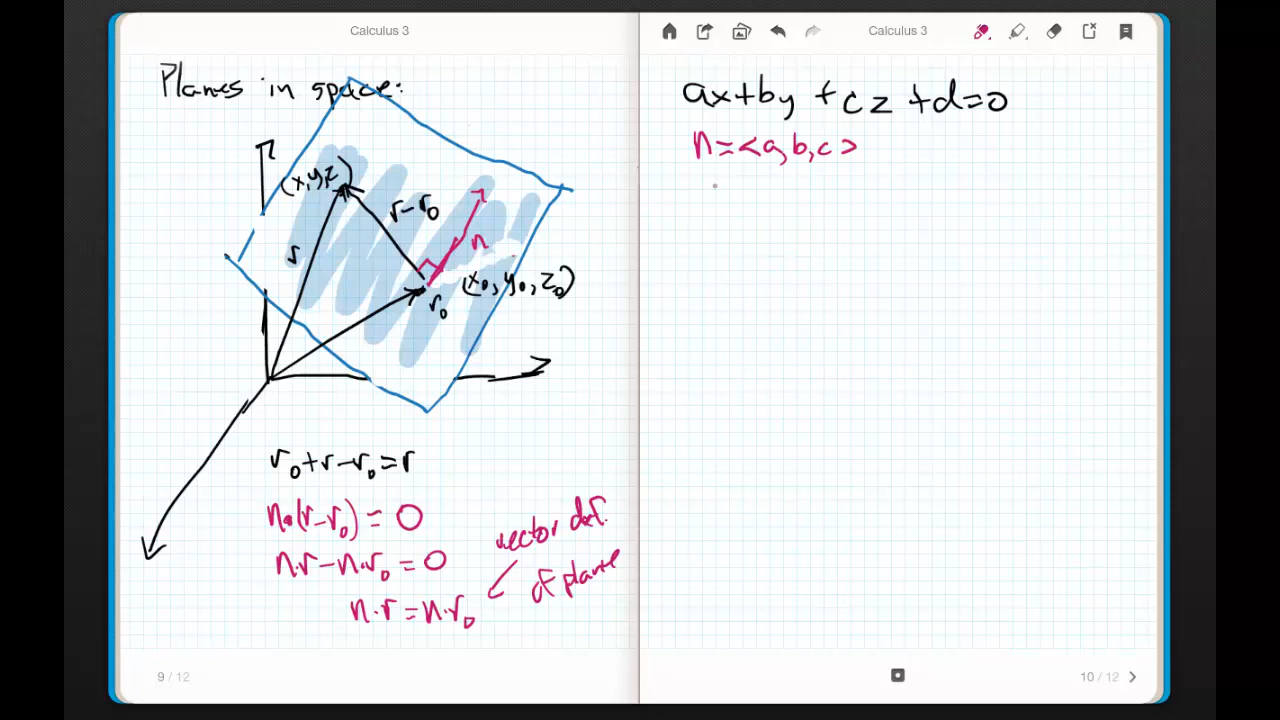 Calculus 3
Planes in space:
(x,y,z)
r-r₀
r
n
(x₀, y₀, z₀)
r₀
r₀+r-r₀=r
n•(r-r₀)=0
n·r-n·r₀=0
n·r=n·r₀
vector def.
of plane
9 / 12
Calculus 3
ax+by+cz+d=0
n=<a,b,c>
10 / 12